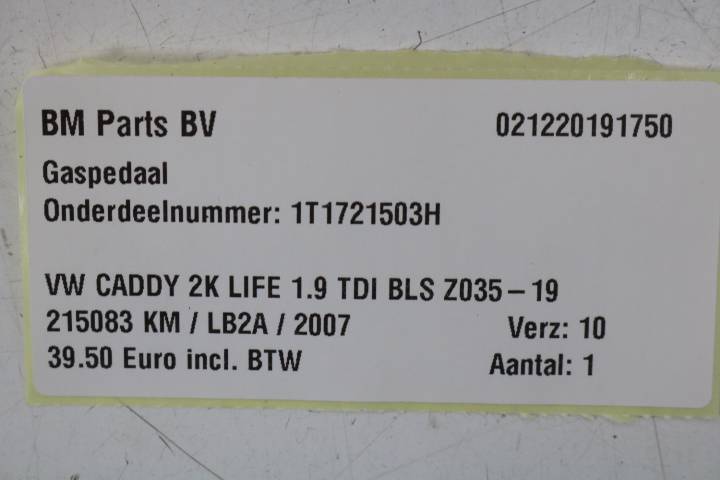 BM Parts BV 021220191750
Gaspedaal
Onderdeelnummer: 1T1721503H
VW CADDY 2K LIFE 1.9 TDI BLS Z035-19
215083 KM / LB2A / 2007 Verz: 10
39.50 Euro incl. BTW Aantal: 1